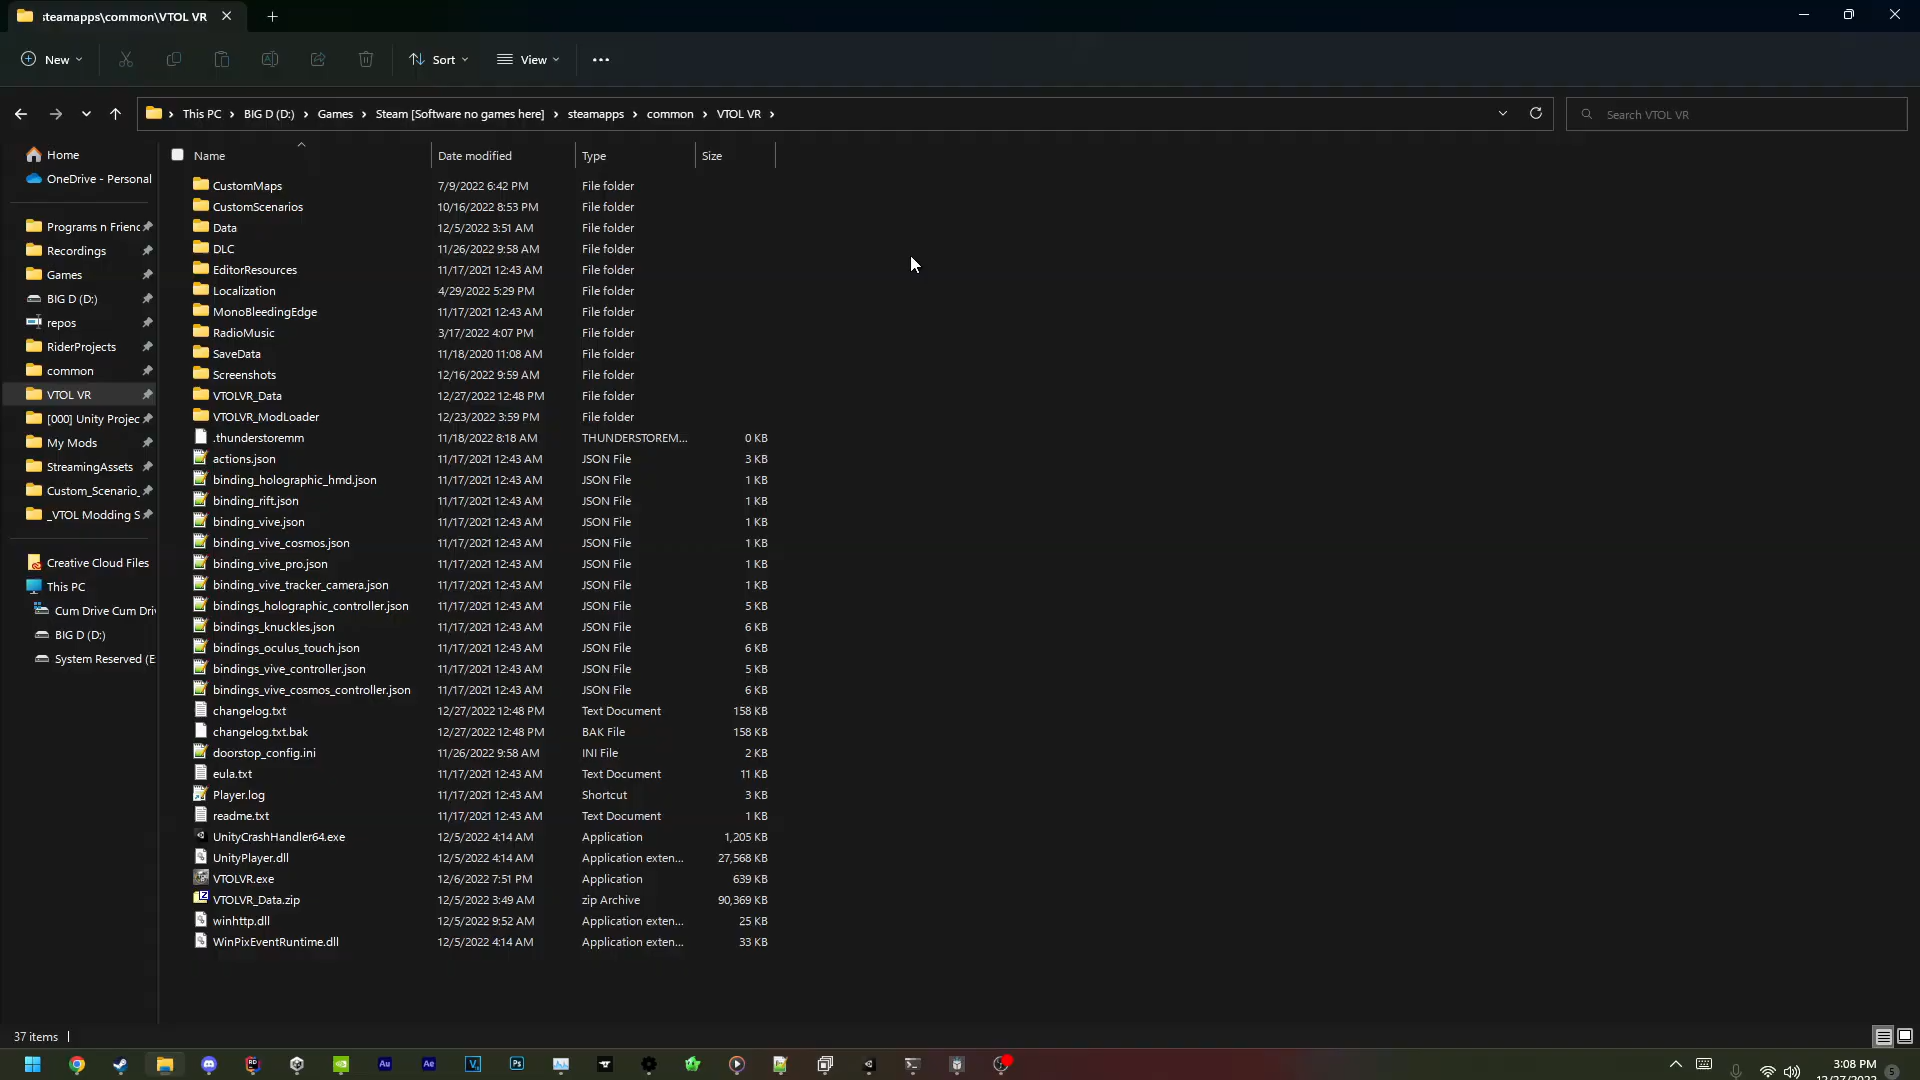 steamapps\common\VTOL VR
New
Sort
View
This PC > BIG D (D:) > Games > Steam [Software no games here] > steamapps > common > VTOL VR >
Search VTOL VR
Name Date modified Type Size
Home
OneDrive - Personal
Programs n Frienc
Recordings
Games
BIG D (D:)
repos
RiderProjects
common
VTOL VR
[000] Unity Projec
My Mods
StreamingAssets
Custom_Scenario_
_VTOL Modding S
Creative Cloud Files
This PC
Cum Drive Cum Driv
BIG D (D:)
System Reserved (E
CustomMaps 7/9/2022 6:42 PM File folder
CustomScenarios 10/16/2022 8:53 PM File folder
Data 12/5/2022 3:51 AM File folder
DLC 11/26/2022 9:58 AM File folder
EditorResources 11/17/2021 12:43 AM File folder
Localization 4/29/2022 5:29 PM File folder
MonoBleedingEdge 11/17/2021 12:43 AM File folder
RadioMusic 3/17/2022 4:07 PM File folder
SaveData 11/18/2020 11:08 AM File folder
Screenshots 12/16/2022 9:59 AM File folder
VTOLVR_Data 12/27/2022 12:48 PM File folder
VTOLVR_ModLoader 12/23/2022 3:59 PM File folder
.thunderstoremm 11/18/2022 8:18 AM THUNDERSTOREM... 0 KB
actions.json 11/17/2021 12:43 AM JSON File 3 KB
binding_holographic_hmd.json 11/17/2021 12:43 AM JSON File 1 KB
binding_rift.json 11/17/2021 12:43 AM JSON File 1 KB
binding_vive.json 11/17/2021 12:43 AM JSON File 1 KB
binding_vive_cosmos.json 11/17/2021 12:43 AM JSON File 1 KB
binding_vive_pro.json 11/17/2021 12:43 AM JSON File 1 KB
binding_vive_tracker_camera.json 11/17/2021 12:43 AM JSON File 1 KB
bindings_holographic_controller.json 11/17/2021 12:43 AM JSON File 5 KB
bindings_knuckles.json 11/17/2021 12:43 AM JSON File 6 KB
bindings_oculus_touch.json 11/17/2021 12:43 AM JSON File 6 KB
bindings_vive_controller.json 11/17/2021 12:43 AM JSON File 5 KB
bindings_vive_cosmos_controller.json 11/17/2021 12:43 AM JSON File 6 KB
changelog.txt 12/27/2022 12:48 PM Text Document 158 KB
changelog.txt.bak 12/27/2022 12:48 PM BAK File 158 KB
doorstop_config.ini 11/26/2022 9:58 AM INI File 2 KB
eula.txt 11/17/2021 12:43 AM Text Document 11 KB
Player.log 11/17/2021 12:43 AM Shortcut 3 KB
readme.txt 11/17/2021 12:43 AM Text Document 1 KB
UnityCrashHandler64.exe 12/5/2022 4:14 AM Application 1,205 KB
UnityPlayer.dll 12/5/2022 4:14 AM Application exten... 27,568 KB
VTOLVR.exe 12/6/2022 7:51 PM Application 639 KB
VTOLVR_Data.zip 12/5/2022 3:49 AM zip Archive 90,369 KB
winhttp.dll 12/5/2022 9:52 AM Application exten... 25 KB
WinPixEventRuntime.dll 12/5/2022 4:14 AM Application exten... 33 KB
37 items
RD Au Ae V Ps
3:08 PM
12/27/2022
5